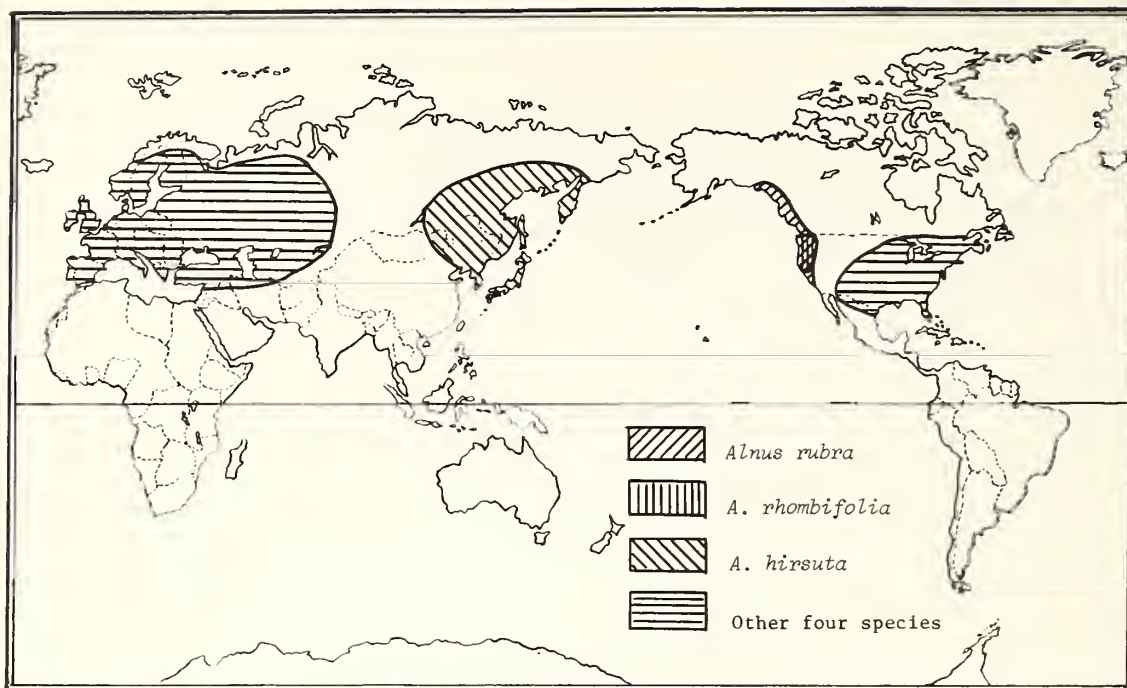 Alnus rubra
A. rhombifolia
A. hirsuta
Other four species